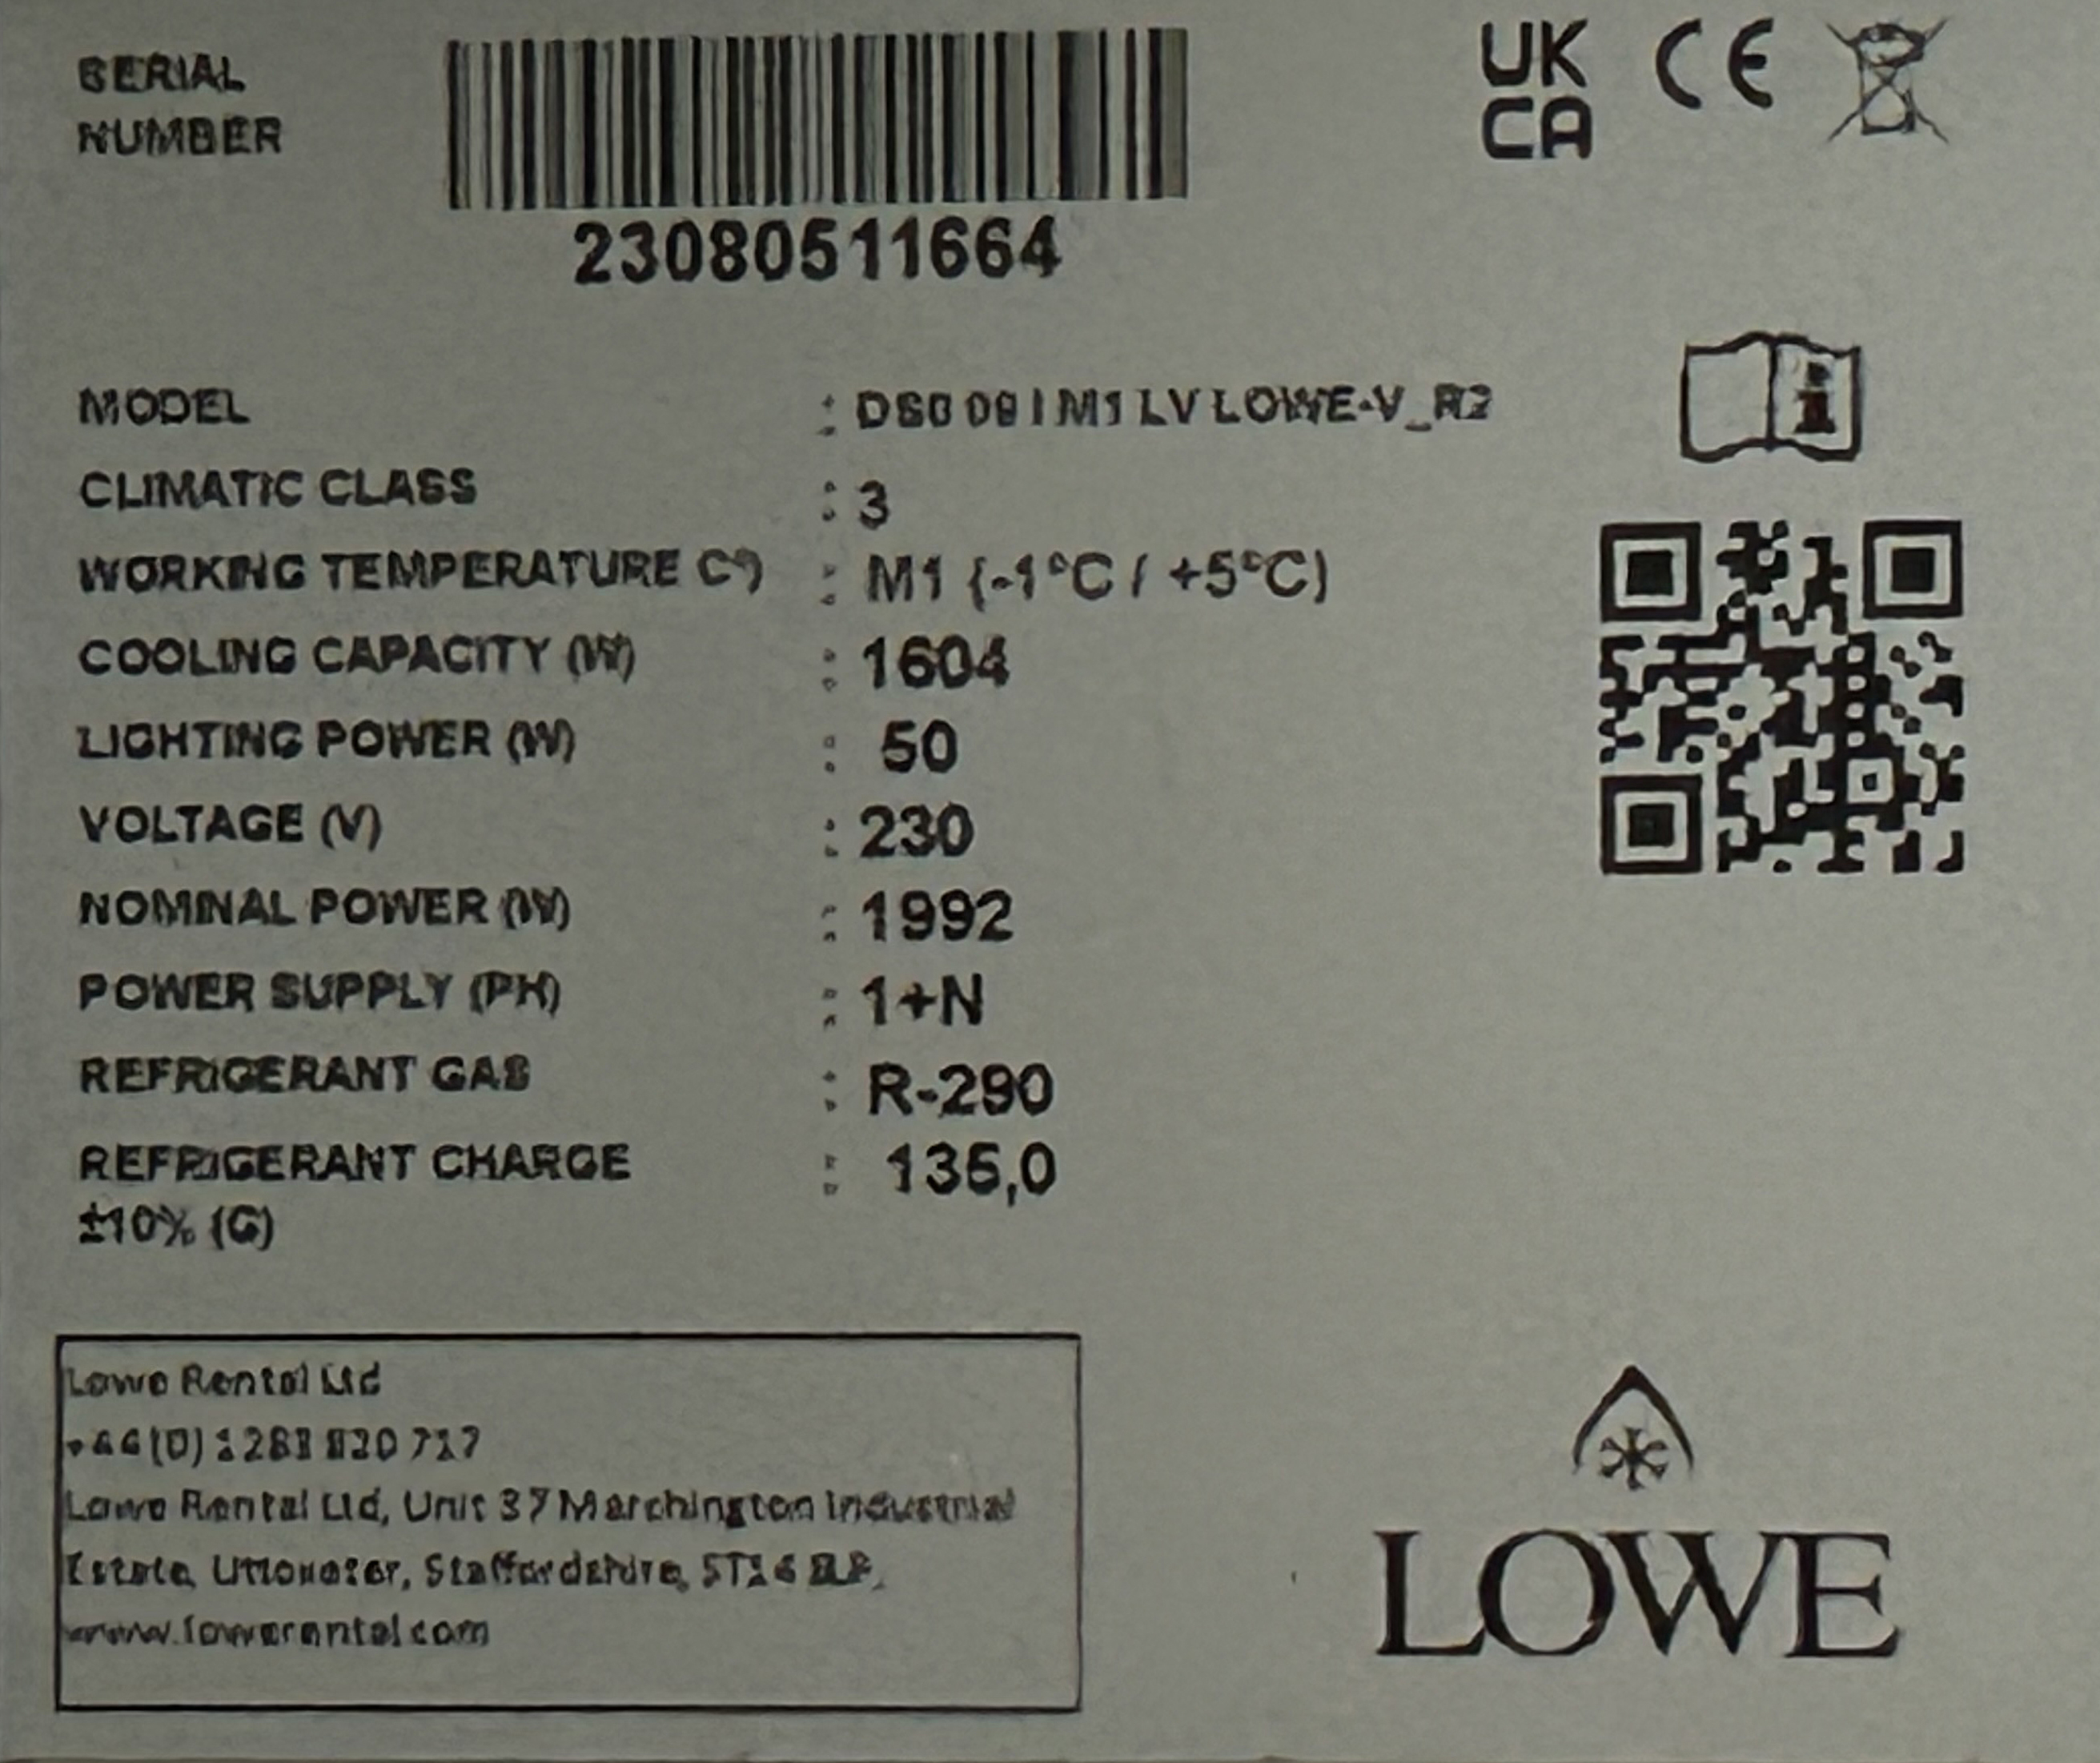 SERIAL
NUMBER
23080511664
UK
CA
CE
MODEL : LV LOWE-V_R2
CLIMATIC CLASS : 3
WORKING TEMPERATURE C°) : M1 (-1°C / +5°C)
COOLING CAPACITY (W) : 1604
LIGHTING POWER (W) : 50
VOLTAGE (V) : 230
NOMINAL POWER (W) : 1992
POWER SUPPLY (PH) : 1+N
REFRIGERANT GAS : R-290
REFRIGERANT CHARGE : 135,0
±10% (G)
Lowe Rental Ltd
+44(0)
Lowe Rental Ltd, Unit 37 Marchington Industrial
Estate, Uttoxeter, Staffordshire,
www.lowerental.com
LOWE